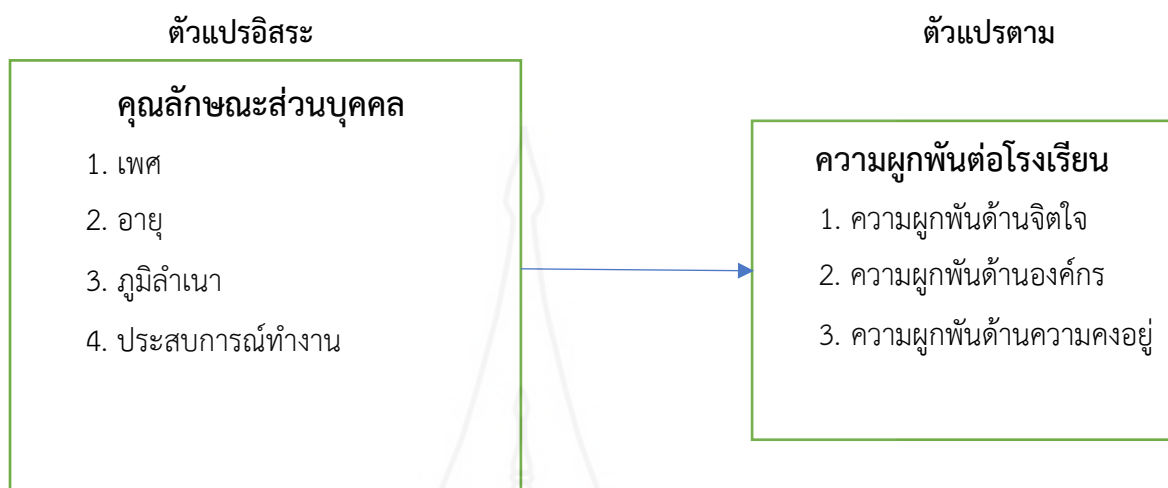 ตัวแปรอิสระ
คุณลักษณะส่วนบุคคล
1. เพศ
2. อายุ
3. ภูมิลำเนา
4. ประสบการณ์ทำงาน
ตัวแปรตาม
ความผูกพันต่อโรงเรียน
1. ความผูกพันด้านจิตใจ
2. ความผูกพันด้านองค์กร
3. ความผูกพันด้านความคงอยู่